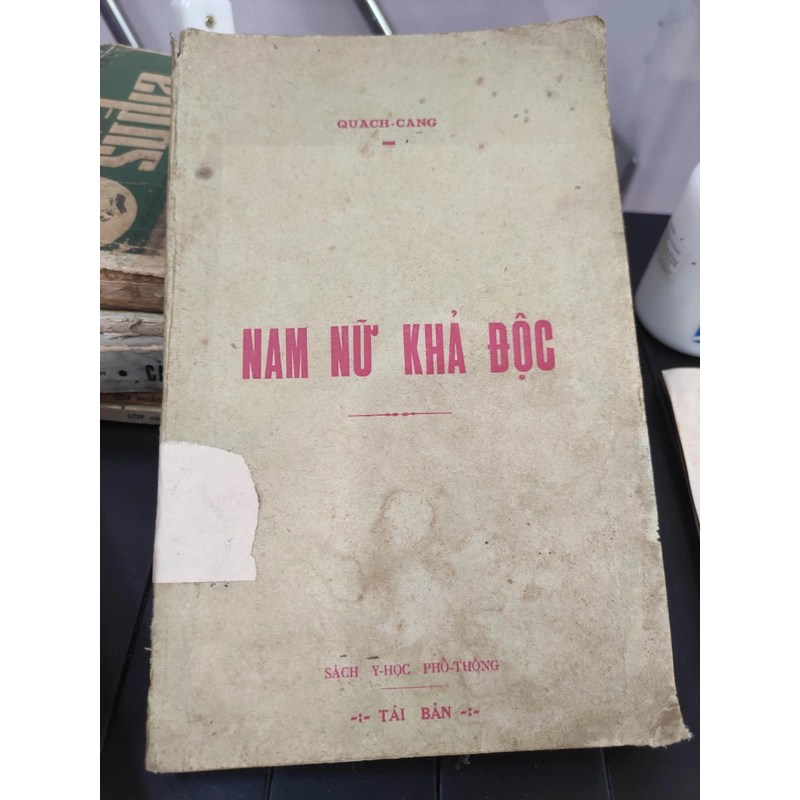 QUACH-CANG
NAM NỮ KHẢ ĐỘC
SÁCH Y-HỌC PHỔ-THÔNG
-:- TÁI BẢN -:-